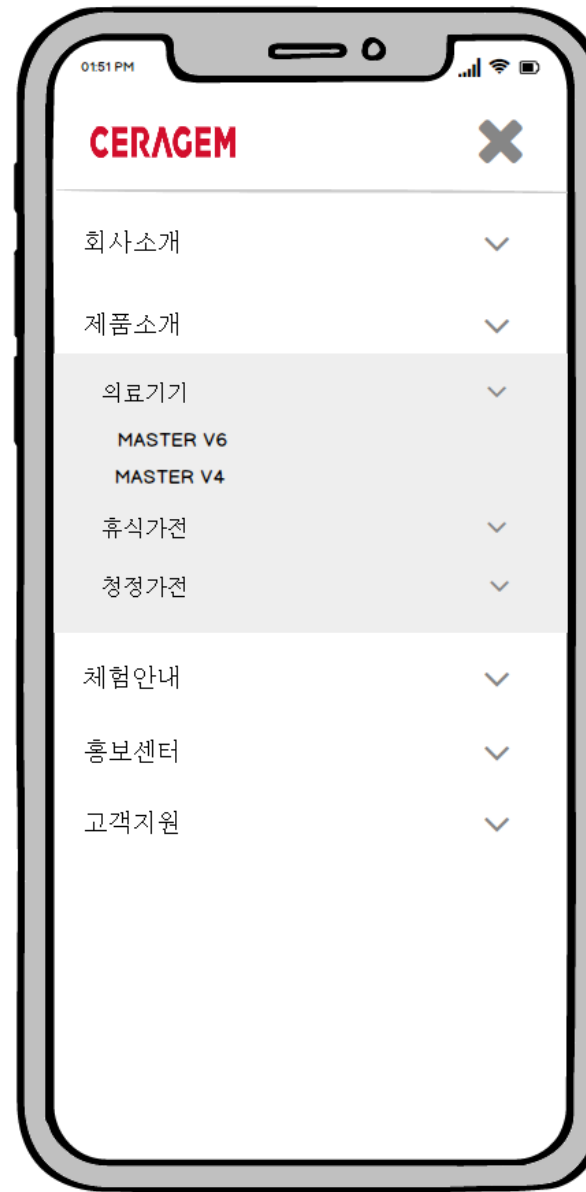 01:51 PM
CERAGEM
회사소개
제품소개
의료기기
MASTER V6
MASTER V4
휴식가전
청정가전
체험안내
홍보센터
고객지원